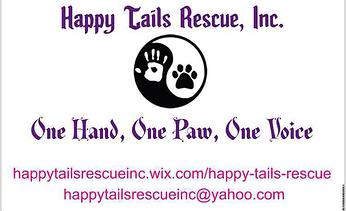 Happy Tails Rescue, Inc.
One Hand, One Paw, One Voice
happytailsrescueinc.wix.com/happy-tails-rescue
happytailsrescueinc@yahoo.com